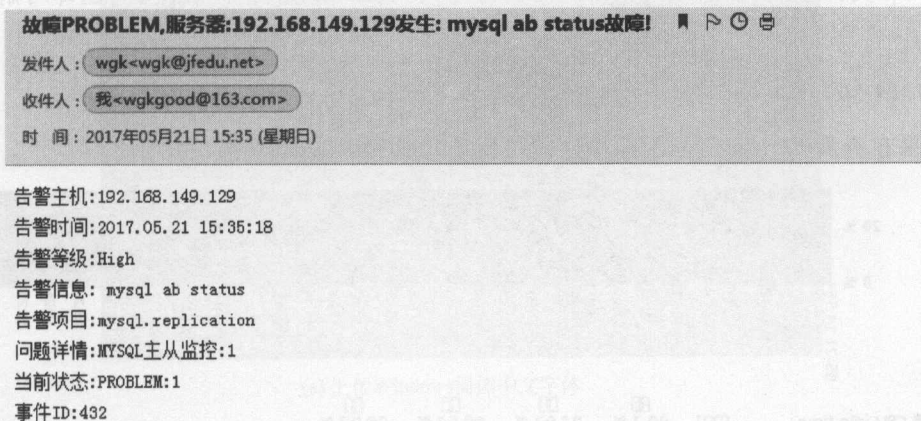 故障PROBLEM,服务器:192.168.149.129发生: mysql ab status故障!
发件人：wgk<wgk@jfedu.net>
收件人：我<wgkgood@163.com>
时 间：2017年05月21日 15:35 (星期日)
告警主机:192.168.149.129
告警时间:2017.05.21 15:35:18
告警等级:High
告警信息: mysql ab status
告警项目:mysql.replication
问题详情:MYSQL主从监控:1
当前状态:PROBLEM:1
事件ID:432